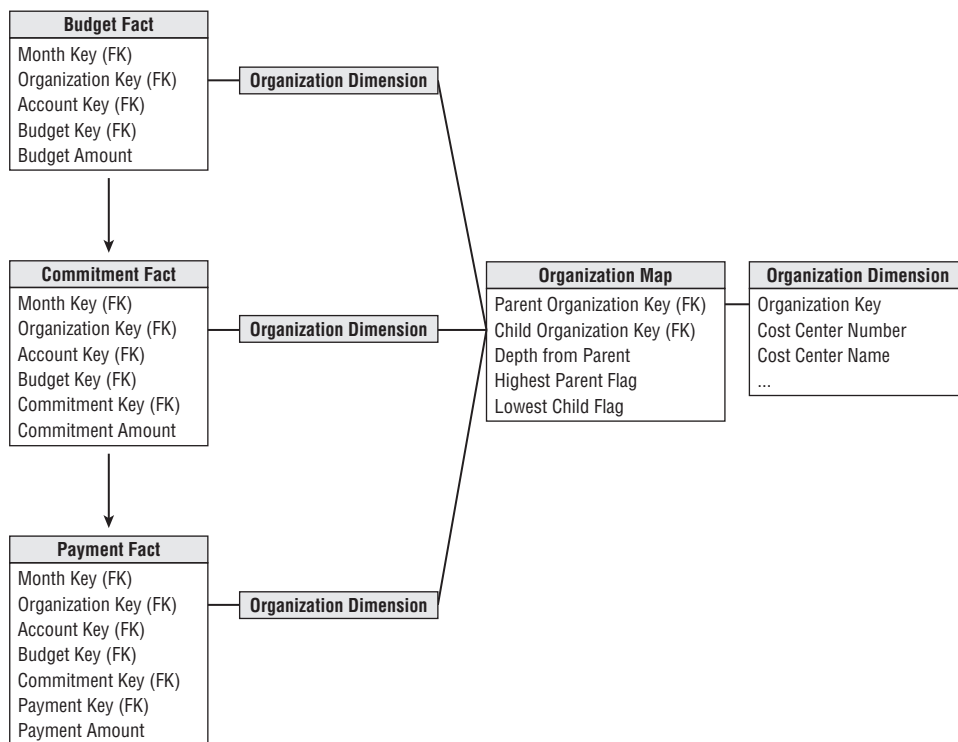 Budget Fact
Month Key (FK)
Organization Key (FK)
Account Key (FK)
Budget Key (FK)
Budget Amount
Organization Dimension
Commitment Fact
Month Key (FK)
Organization Key (FK)
Account Key (FK)
Budget Key (FK)
Commitment Key (FK)
Commitment Amount
Organization Dimension
Organization Map
Parent Organization Key (FK)
Child Organization Key (FK)
Depth from Parent
Highest Parent Flag
Lowest Child Flag
Organization Dimension
Organization Key
Cost Center Number
Cost Center Name
...
Payment Fact
Month Key (FK)
Organization Key (FK)
Account Key (FK)
Budget Key (FK)
Commitment Key (FK)
Payment Key (FK)
Payment Amount
Organization Dimension